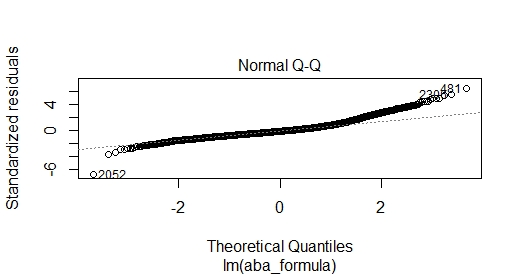 Normal Q-Q
Standardized residuals
4
0
-6
481
2052
-2
0
2
Theoretical Quantiles
lm(aba_formula)